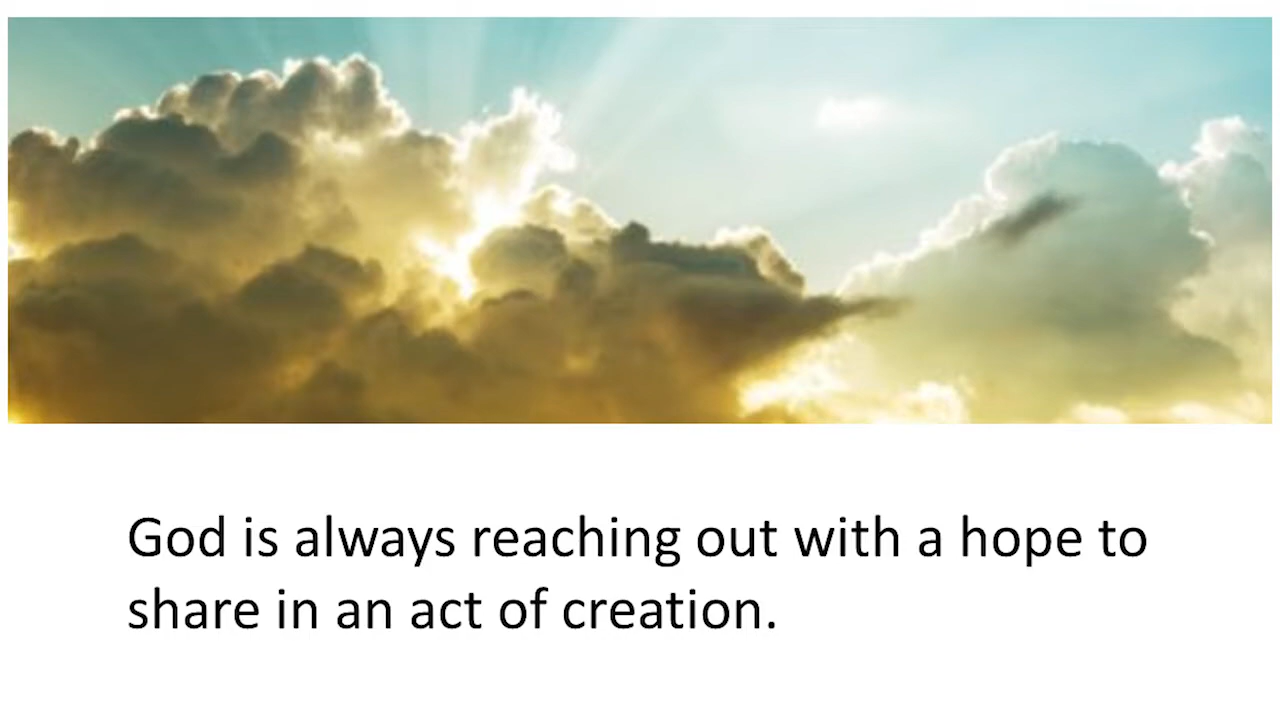 God is always reaching out with a hope to
share in an act of creation.